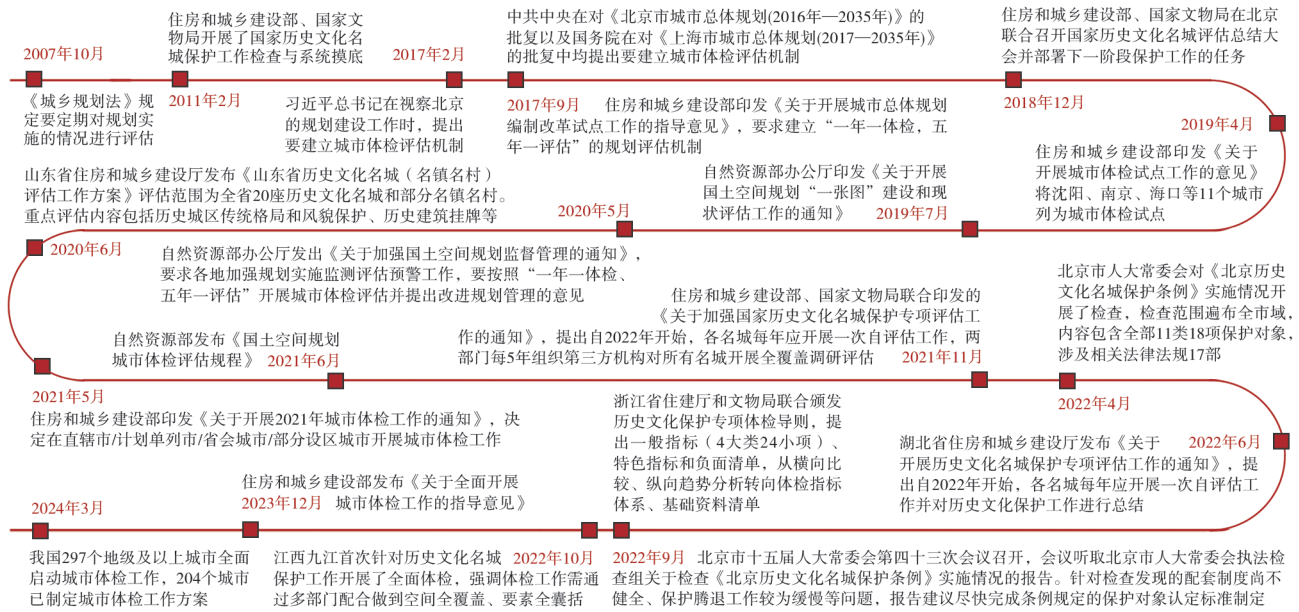 2007年10月
《城乡规划法》规
定要定期对规划实
施的情况进行评估
住房和城乡建设部、国家文
物局开展了国家历史文化名
城保护工作检查与系统摸底
2011年2月
2017年2月
习近平总书记在视察北京
的规划建设工作时，提出
要建立城市体检评估机制
中共中央在对《北京市城市总体规划(2016年—2035年)》的
批复以及国务院在对《上海市城市总体规划(2017—2035年)》
的批复中均提出要建立城市体检评估机制
2017年9月 住房和城乡建设部印发《关于开展城市总体规划
编制改革试点工作的指导意见》，要求建立“一年一体检，五
年一评估”的规划评估机制
住房和城乡建设部、国家文物局在北京
联合召开国家历史文化名城评估总结大
会并部署下一阶段保护工作的任务
2018年12月
2019年4月
住房和城乡建设部印发《关于
开展城市体检试点工作的意见》
将沈阳、南京、海口等11个城市
列为城市体检试点
自然资源部办公厅印发《关于开展
国土空间规划“一张图”建设和现
状评估工作的通知》 2019年7月
2020年5月
自然资源部办公厅发出《关于加强国土空间规划监督管理的通知》，
要求各地加强规划实施监测评估预警工作，要按照“一年一体检、
五年一评估”开展城市体检评估并提出改进规划管理的意见
山东省住房和城乡建设厅发布《山东省历史文化名城（名镇名村）
评估工作方案》评估范围为全省20座历史文化名城和部分名镇名村。
重点评估内容包括历史城区传统格局和风貌保护、历史建筑挂牌等
2020年6月
2021年5月
住房和城乡建设部印发《关于开展2021年城市体检工作的通知》，决
定在直辖市/计划单列市/省会城市/部分设区城市开展城市体检工作
自然资源部发布《国土空间规划
城市体检评估规程》 2021年6月
住房和城乡建设部、国家文物局联合印发的
《关于加强国家历史文化名城保护专项评估工
作的通知》，提出自2022年开始，各名城每年应开展一次自评估工作，两
部门每5年组织第三方机构对所有名城开展全覆盖调研评估 2021年11月
北京市人大常委会对《北京历史
文化名城保护条例》实施情况开
展了检查，检查范围遍布全市域，
内容包含全部11类18项保护对象，
涉及相关法律法规17部
2022年4月
湖北省住房和城乡建设厅发布《关于 2022年6月
开展历史文化名城保护专项评估工作的通知》，提
出自2022年开始，各名城每年应开展一次自评估工
作并对历史文化保护工作进行总结
浙江省住建厅和文物局联合颁发
历史文化保护专项体检导则，提
出一般指标（4大类24小项）、
特色指标和负面清单，从横向比
较、纵向趋势分析转向体检指标
体系、基础资料清单
2022年9月 北京市十五届人大常委会第四十三次会议召开，会议听取北京市人大常委会执法检
查组关于检查《北京历史文化名城保护条例》实施情况的报告。针对检查发现的配套制度尚不
健全、保护腾退工作较为缓慢等问题，报告建议尽快完成条例规定的保护对象认定标准制定
江西九江首次针对历史文化名城 2022年10月
保护工作开展了全面体检，强调体检工作需通
过多部门配合做到空间全覆盖、要素全囊括
住房和城乡建设部发布《关于全面开展
2023年12月 城市体检工作的指导意见》
2024年3月
我国297个地级及以上城市全面
启动城市体检工作，204个城市
已制定城市体检工作方案